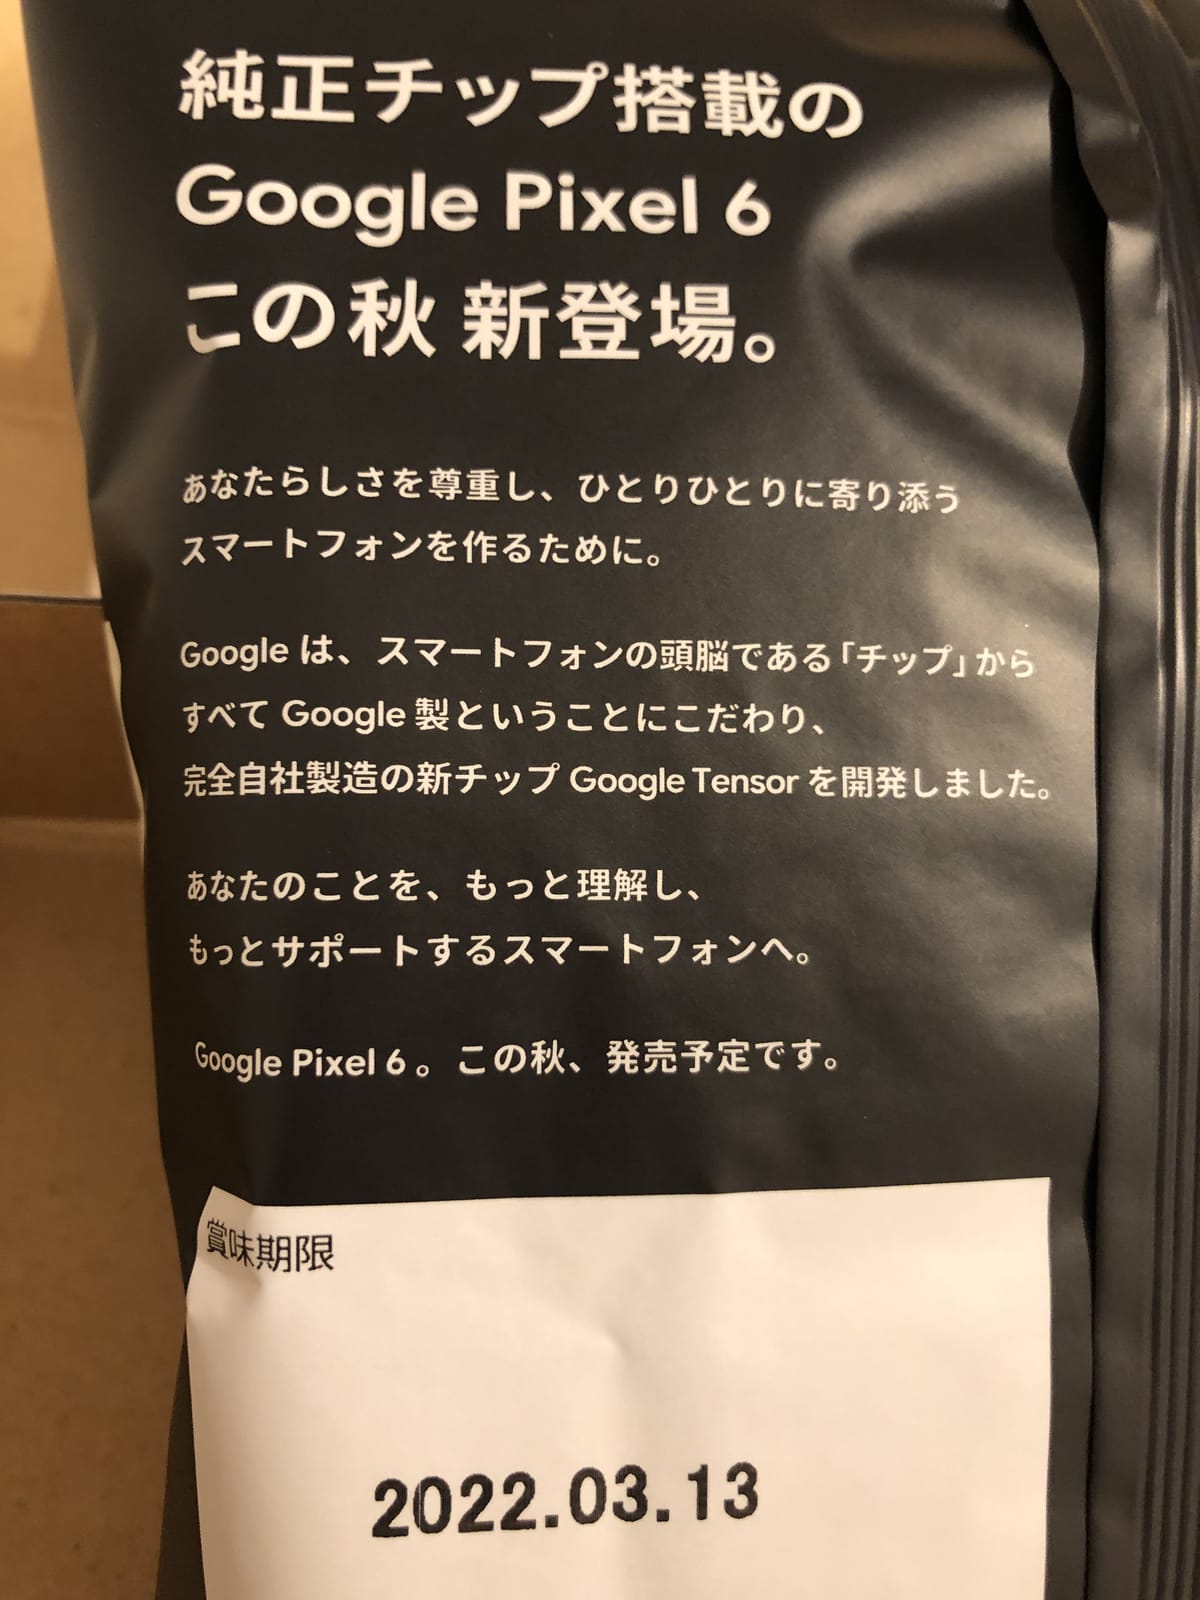 純正チップ搭載の
Google Pixel 6
この秋 新登場。
あなたらしさを尊重し、ひとりひとりに寄り添う
スマートフォンを作るために。
Google は、スマートフォンの頭脳である「チップ」から
すべて Google 製ということにこだわり、
完全自社製造の新チップ Google Tensor を開発しました。
あなたのことを、もっと理解し、
もっとサポートするスマートフォンへ。
Google Pixel 6 。この秋、発売予定です。
賞味期限
2022.03.13